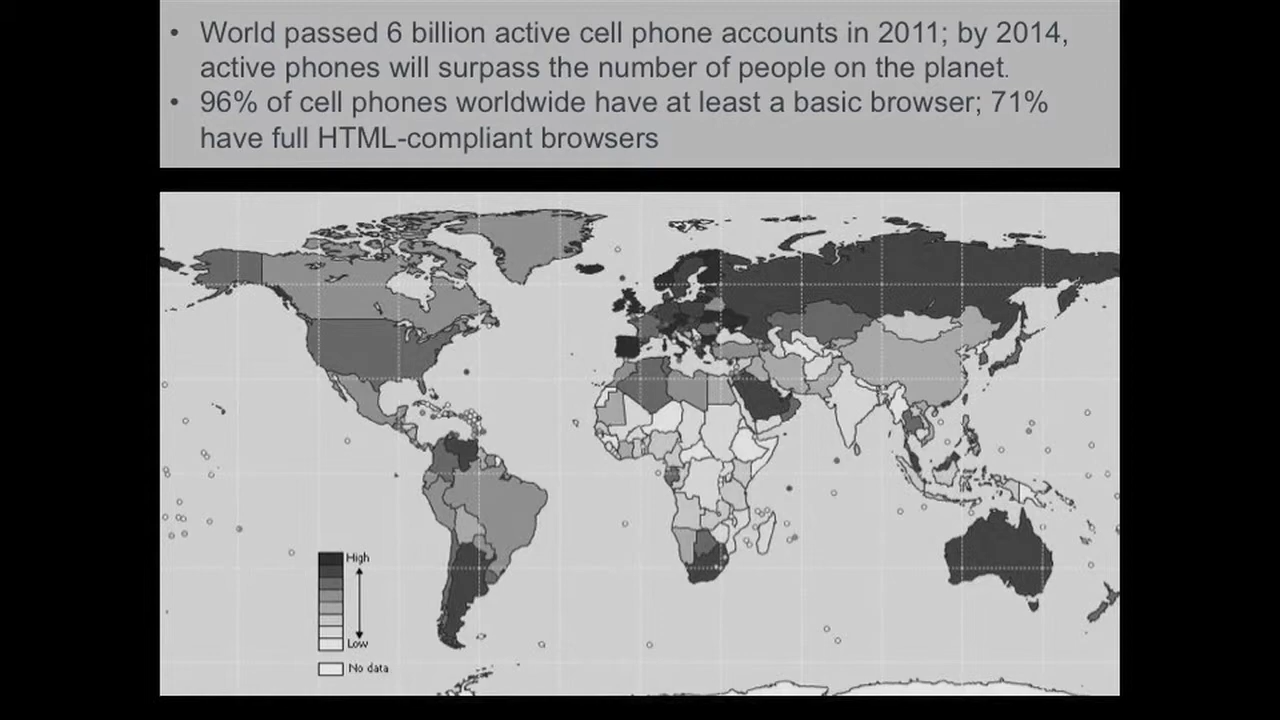 • World passed 6 billion active cell phone accounts in 2011; by 2014,
active phones will surpass the number of people on the planet.
• 96% of cell phones worldwide have at least a basic browser; 71%
have full HTML-compliant browsers
High
Low
No data